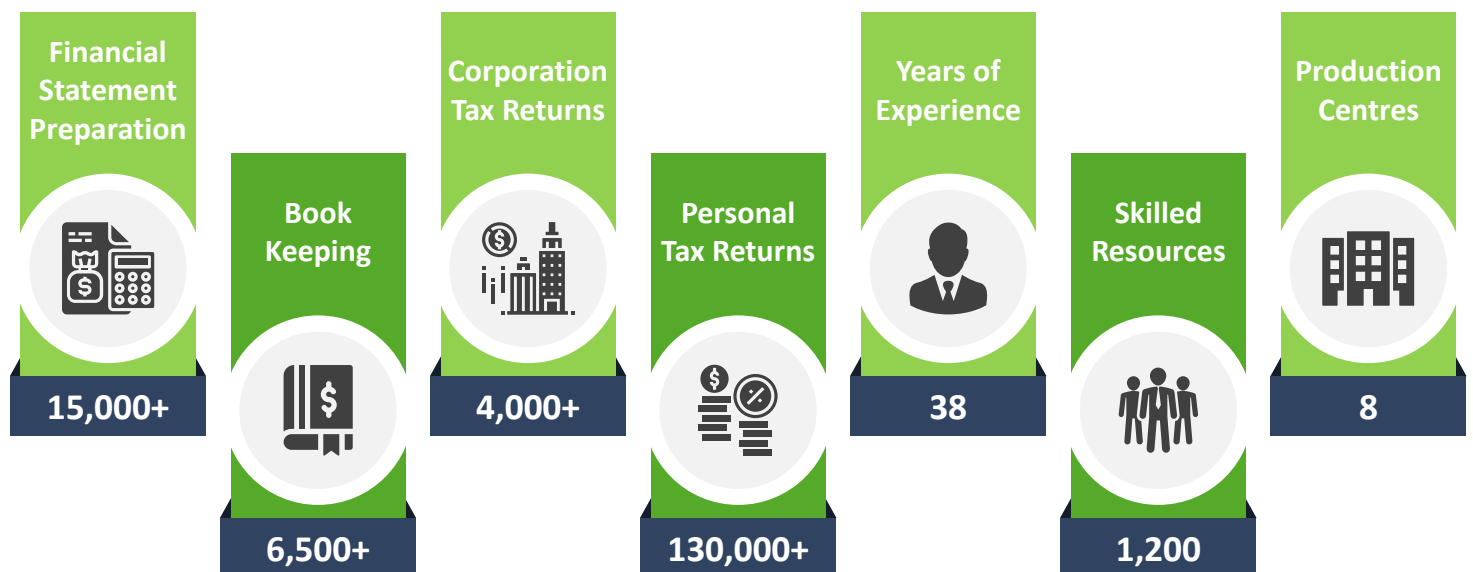 Financial
Statement
Preparation
15,000+
Book
Keeping
6,500+
Corporation
Tax Returns
4,000+
Personal
Tax Returns
130,000+
Years of
Experience
38
Skilled
Resources
1,200
Production
Centres
8